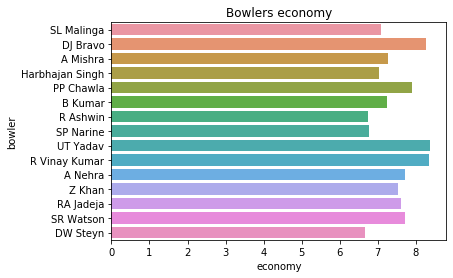 Bowlers economy
bowler
SL Malinga
DJ Bravo
A Mishra
Harbhajan Singh
PP Chawla
B Kumar
R Ashwin
SP Narine
UT Yadav
R Vinay Kumar
A Nehra
Z Khan
RA Jadeja
SR Watson
DW Steyn
0 1 2 3 4 5 6 7 8
economy